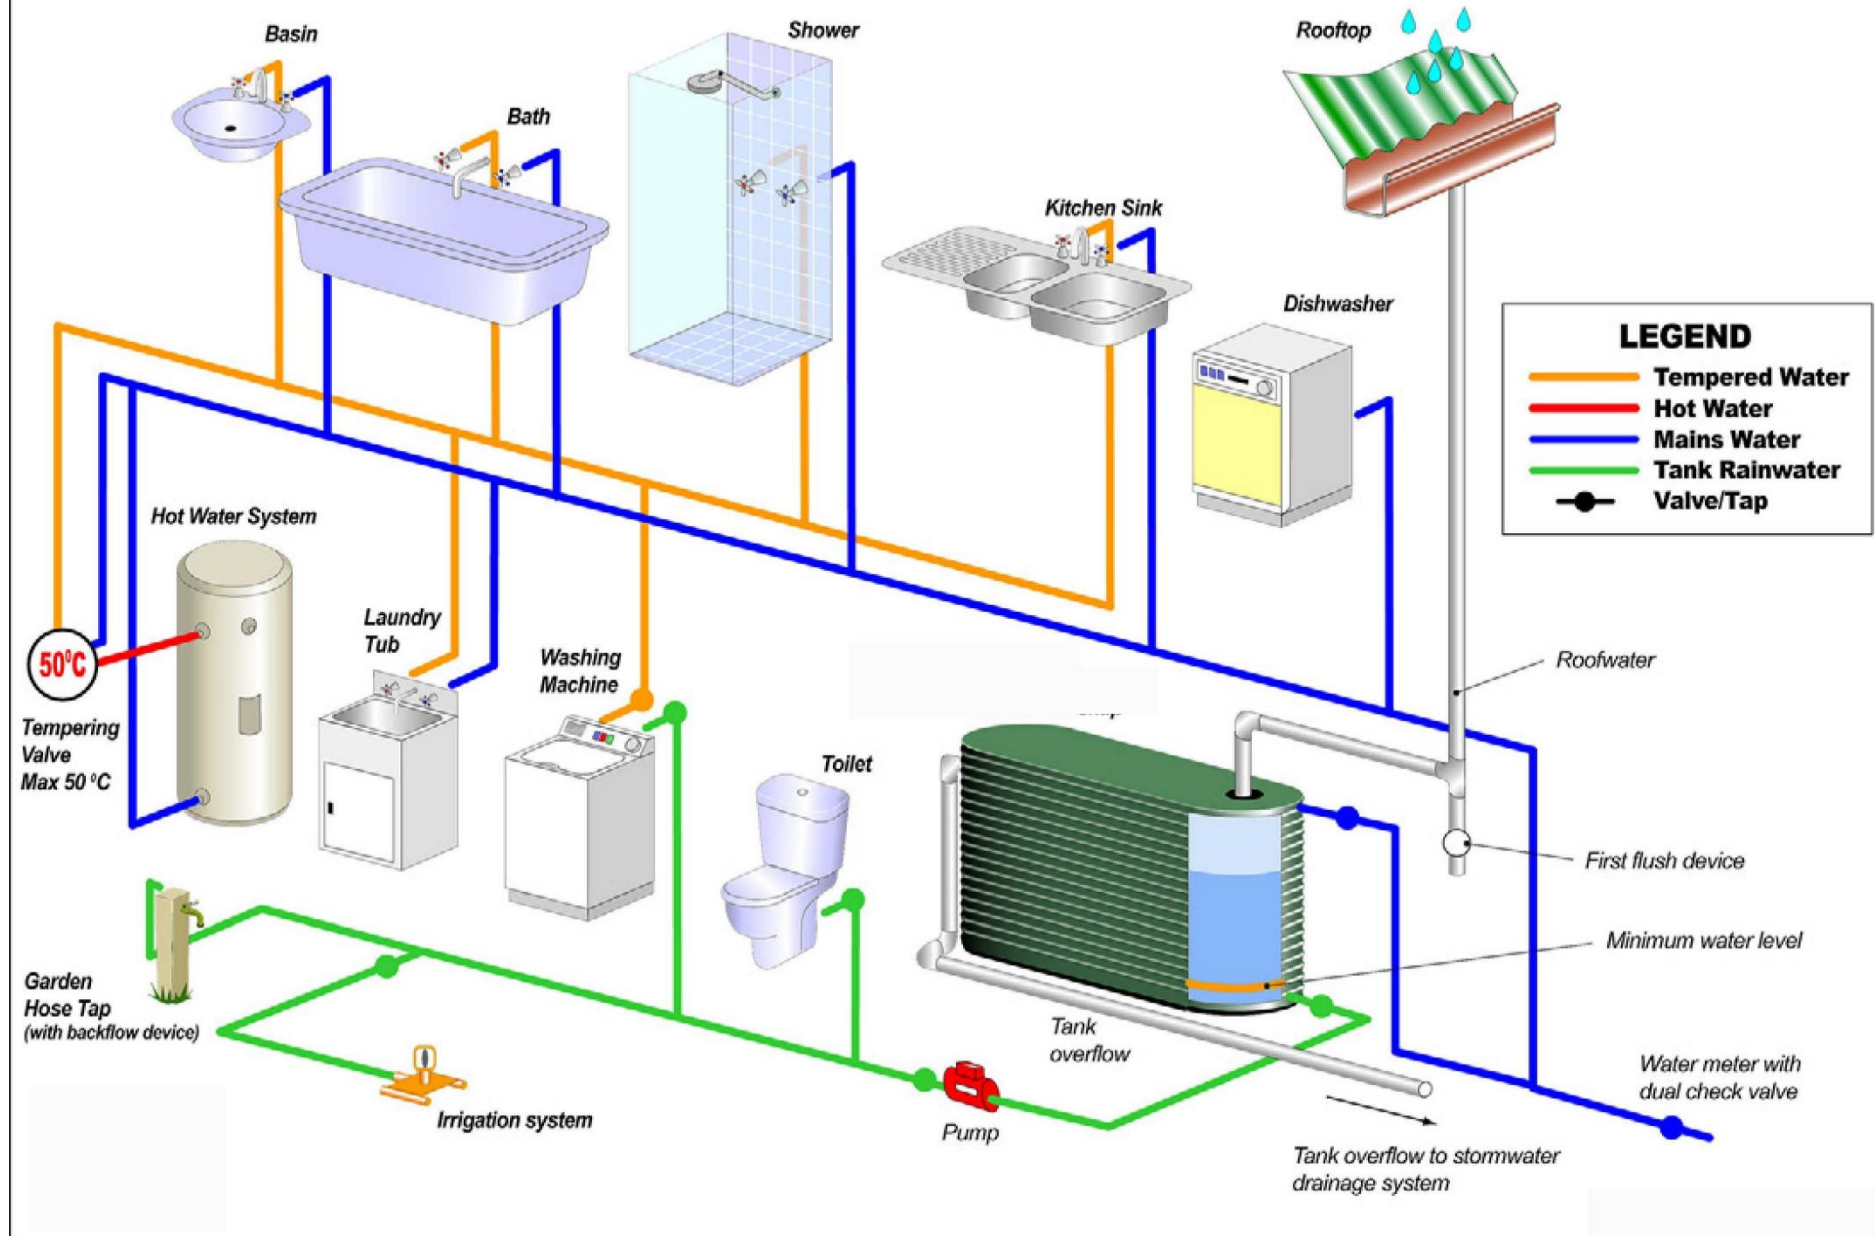 Basin
Shower
Rooftop
Bath
Kitchen Sink
Dishwasher
LEGEND
Tempered Water
Hot Water
Mains Water
Tank Rainwater
Valve/Tap
Hot Water System
Laundry
Tub
Washing
Machine
50⁰C
Tempering
Valve
Max 50 ⁰C
Roofwater
Toilet
First flush device
Minimum water level
Garden
Hose Tap
(with backflow device)
Tank
overflow
Irrigation system
Pump
Water meter with
dual check valve
Tank overflow to stormwater
drainage system